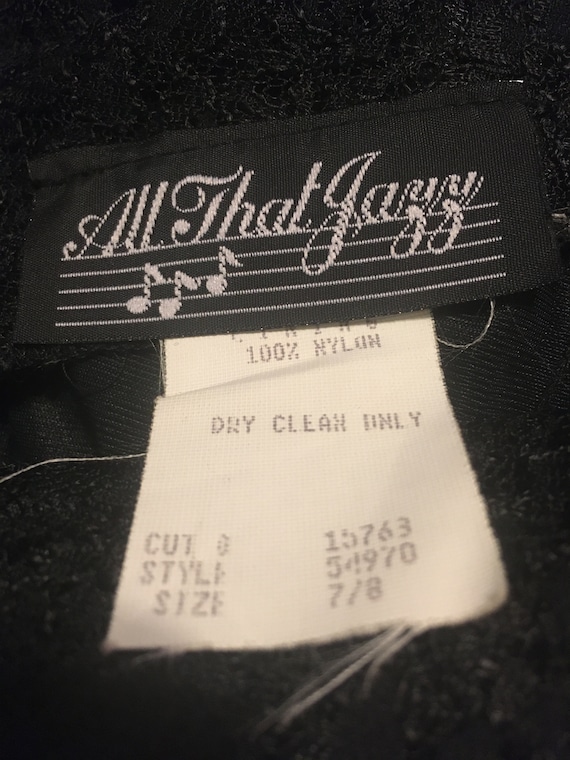 All That Jazz
100% NYLON
DRY CLEAN ONLY
CUT # 15763
STYLE 54970
SIZE 7/8